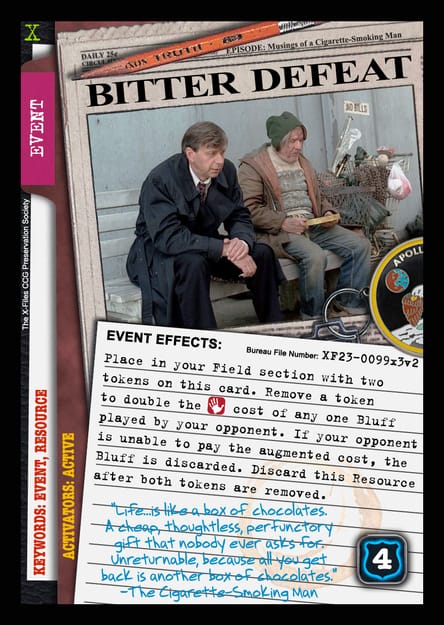 X
DAILY 25¢
TRUTH
EPISODE: Musings of a Cigarette-Smoking Man
BITTER DEFEAT
NO BILLS
EVENT
The X-Files CCG Preservation Society
KEYWORDS: EVENT, RESOURCE
ACTIVATORS: ACTIVE
APOLLO
EVENT EFFECTS:
Bureau File Number: XF23-0099x3v2
Place in your Field section with two
tokens on this card. Remove a token
to double the cost of any one Bluff
played by your opponent. If your opponent
is unable to pay the augmented cost, the
Bluff is discarded. Discard this Resource
after both tokens are removed.
"Life...is like a box of chocolates.
A cheap, thoughtless, perfunctory
gift that nobody ever asks for.
Unreturnable, because all you get
back is another box of chocolates."
-The Cigarette-Smoking Man
4